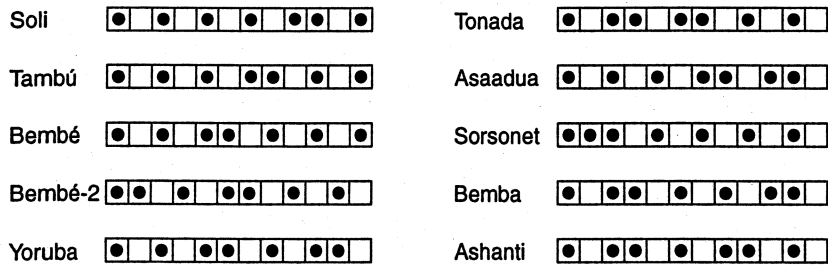 Soli
Tambú
Bembé
Bembé-2
Yoruba
Tonada
Asaadua
Sorsonet
Bemba
Ashanti